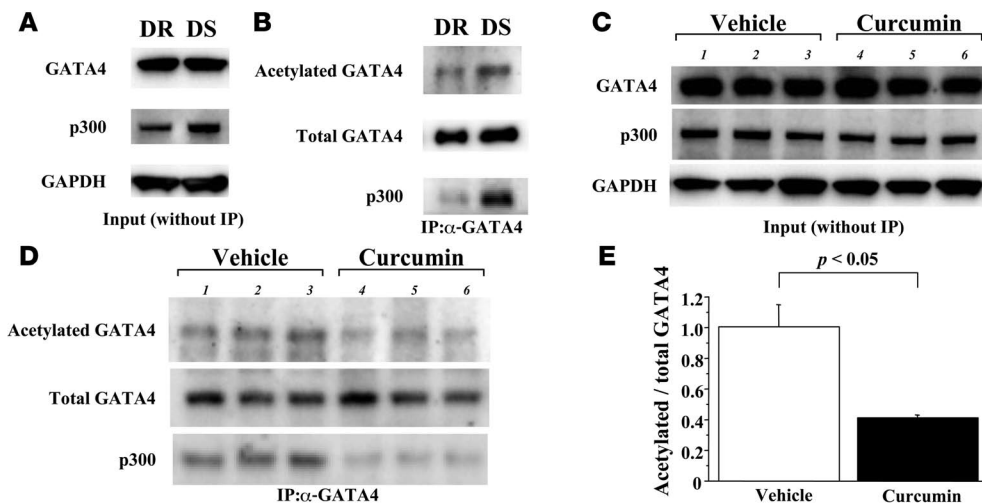 A
DR DS
GATA4
p300
GAPDH
Input (without IP)
B
DR DS
Acetylated GATA4
Total GATA4
p300
IP:α-GATA4
C
Vehicle Curcumin
1 2 3 4 5 6
GATA4
p300
GAPDH
Input (without IP)
D
Vehicle Curcumin
1 2 3 4 5 6
Acetylated GATA4
Total GATA4
p300
IP:α-GATA4
E
p < 0.05
Acetylated / total GATA4
1.2
1.0
0.8
0.6
0.4
0.2
0
Vehicle Curcumin